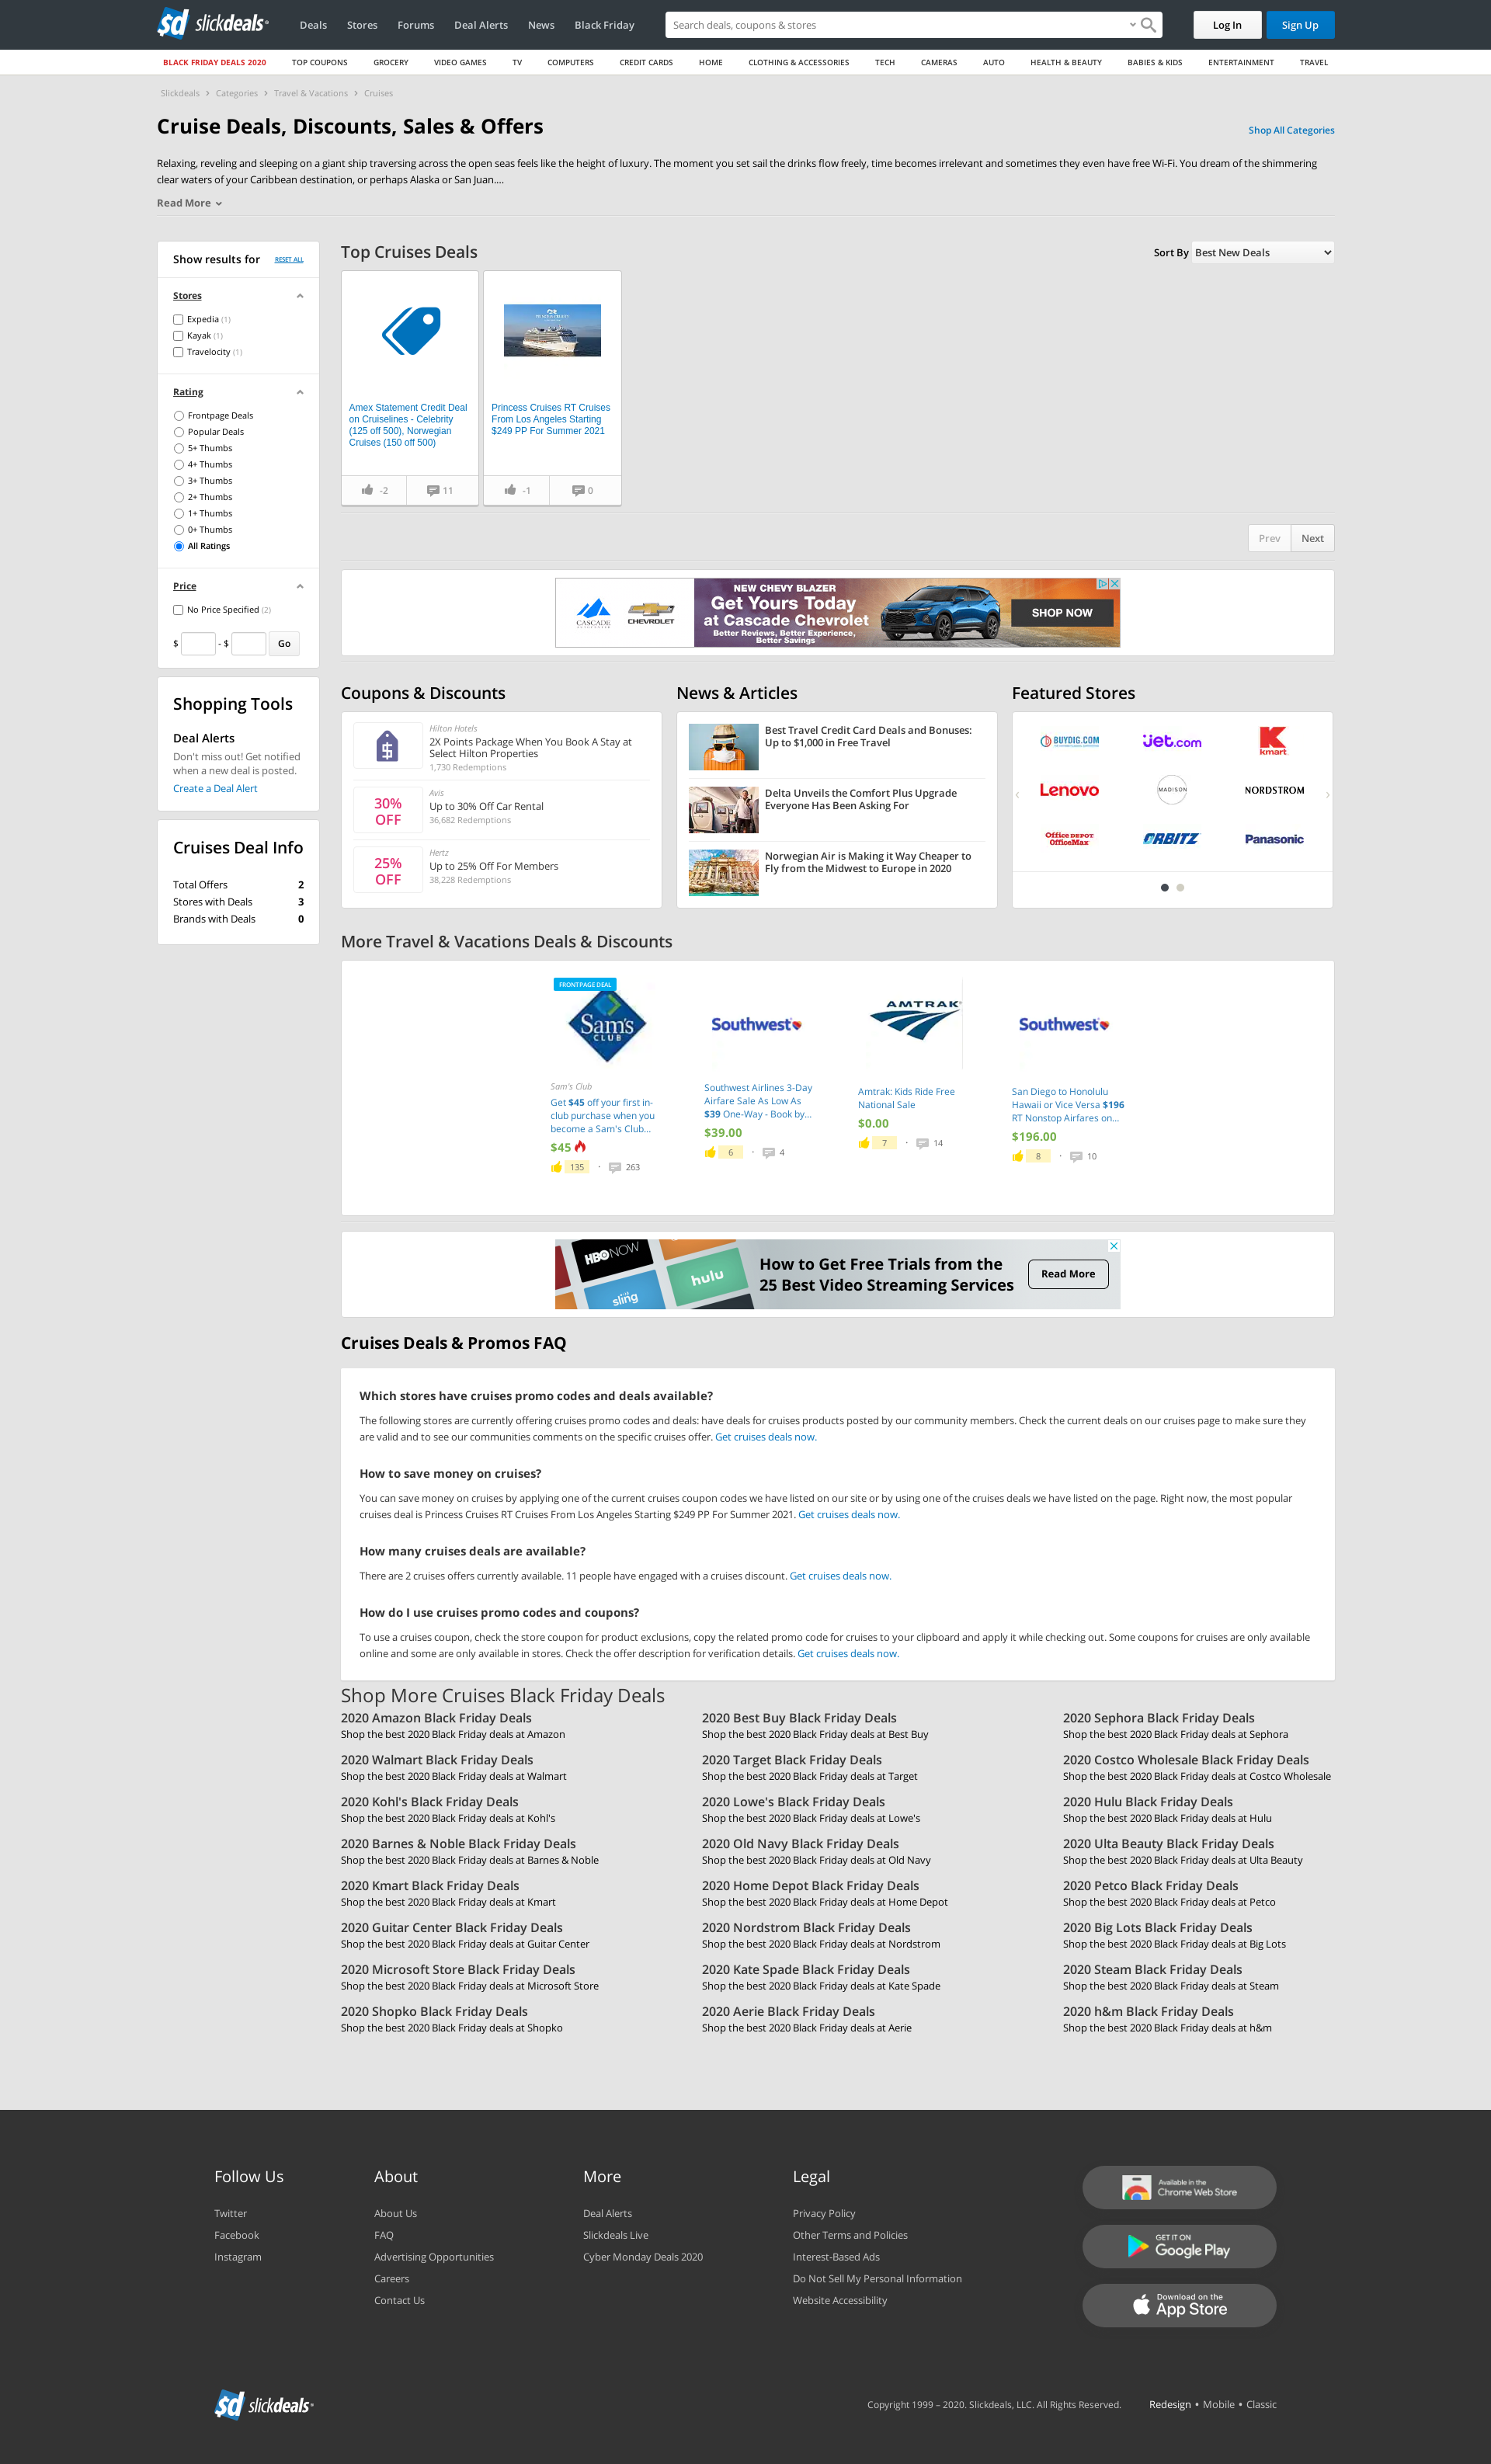 sd slickdeals
Deals
Stores
Forums
Deal Alerts
News
Black Friday
Search deals, coupons & stores
Log In
Sign Up
BLACK FRIDAY DEALS 2020
TOP COUPONS
GROCERY
VIDEO GAMES
TV
COMPUTERS
CREDIT CARDS
HOME
CLOTHING & ACCESSORIES
TECH
CAMERAS
AUTO
HEALTH & BEAUTY
BABIES & KIDS
ENTERTAINMENT
TRAVEL
Slickdeals › Categories › Travel & Vacations › Cruises
Cruise Deals, Discounts, Sales & Offers
Shop All Categories
Relaxing, reveling and sleeping on a giant ship traversing across the open seas feels like the height of luxury. The moment you set sail the drinks flow freely, time becomes irrelevant and sometimes they even have free Wi-Fi. You dream of the shimmering
clear waters of your Caribbean destination, or perhaps Alaska or San Juan....
Read More
Show results for
RESET ALL
Stores
Expedia (1)
Kayak (1)
Travelocity (1)
Rating
Frontpage Deals
Popular Deals
5+ Thumbs
4+ Thumbs
3+ Thumbs
2+ Thumbs
1+ Thumbs
0+ Thumbs
All Ratings
Price
No Price Specified (2)
$ - $ Go
Shopping Tools
Deal Alerts
Don't miss out! Get notified
when a new deal is posted.
Create a Deal Alert
Cruises Deal Info
Total Offers 2
Stores with Deals 3
Brands with Deals 0
Top Cruises Deals
Sort By Best New Deals
Amex Statement Credit Deal
on Cruiselines - Celebrity
(125 off 500), Norwegian
Cruises (150 off 500)
-2
11
Princess Cruises RT Cruises
From Los Angeles Starting
$249 PP For Summer 2021
-1
0
Prev
Next
CASCADE
CHEVROLET
NEW CHEVY BLAZER
Get Yours Today
at Cascade Chevrolet
Better Reviews, Better Experience,
Better Savings
SHOP NOW
Coupons & Discounts
Hilton Hotels
2X Points Package When You Book A Stay at
Select Hilton Properties
1,730 Redemptions
30%
OFF
Avis
Up to 30% Off Car Rental
36,682 Redemptions
25%
OFF
Hertz
Up to 25% Off For Members
38,228 Redemptions
News & Articles
Best Travel Credit Card Deals and Bonuses:
Up to $1,000 in Free Travel
Delta Unveils the Comfort Plus Upgrade
Everyone Has Been Asking For
Norwegian Air is Making it Way Cheaper to
Fly from the Midwest to Europe in 2020
Featured Stores
BUYDIG.COM
jet.com
K
kmart
Lenovo
MADISON
NORDSTROM
Office DEPOT
OfficeMax
ORBITZ
Panasonic
More Travel & Vacations Deals & Discounts
FRONTPAGE DEAL
Sam's
CLUB
Sam's Club
Get $45 off your first in-
club purchase when you
become a Sam's Club...
$45
135 · 263
Southwest
Southwest Airlines 3-Day
Airfare Sale As Low As
$39 One-Way - Book by...
$39.00
6 · 4
AMTRAK
Amtrak: Kids Ride Free
National Sale
$0.00
7 · 14
Southwest
San Diego to Honolulu
Hawaii or Vice Versa $196
RT Nonstop Airfares on...
$196.00
8 · 10
HBO NOW
hulu
sling
How to Get Free Trials from the
25 Best Video Streaming Services
Read More
Cruises Deals & Promos FAQ
Which stores have cruises promo codes and deals available?
The following stores are currently offering cruises promo codes and deals: have deals for cruises products posted by our community members. Check the current deals on our cruises page to make sure they
are valid and to see our communities comments on the specific cruises offer. Get cruises deals now.
How to save money on cruises?
You can save money on cruises by applying one of the current cruises coupon codes we have listed on our site or by using one of the cruises deals we have listed on the page. Right now, the most popular
cruises deal is Princess Cruises RT Cruises From Los Angeles Starting $249 PP For Summer 2021. Get cruises deals now.
How many cruises deals are available?
There are 2 cruises offers currently available. 11 people have engaged with a cruises discount. Get cruises deals now.
How do I use cruises promo codes and coupons?
To use a cruises coupon, check the store coupon for product exclusions, copy the related promo code for cruises to your clipboard and apply it while checking out. Some coupons for cruises are only available
online and some are only available in stores. Check the offer description for verification details. Get cruises deals now.
Shop More Cruises Black Friday Deals
2020 Amazon Black Friday Deals
Shop the best 2020 Black Friday deals at Amazon
2020 Best Buy Black Friday Deals
Shop the best 2020 Black Friday deals at Best Buy
2020 Sephora Black Friday Deals
Shop the best 2020 Black Friday deals at Sephora
2020 Walmart Black Friday Deals
Shop the best 2020 Black Friday deals at Walmart
2020 Target Black Friday Deals
Shop the best 2020 Black Friday deals at Target
2020 Costco Wholesale Black Friday Deals
Shop the best 2020 Black Friday deals at Costco Wholesale
2020 Kohl's Black Friday Deals
Shop the best 2020 Black Friday deals at Kohl's
2020 Lowe's Black Friday Deals
Shop the best 2020 Black Friday deals at Lowe's
2020 Hulu Black Friday Deals
Shop the best 2020 Black Friday deals at Hulu
2020 Barnes & Noble Black Friday Deals
Shop the best 2020 Black Friday deals at Barnes & Noble
2020 Old Navy Black Friday Deals
Shop the best 2020 Black Friday deals at Old Navy
2020 Ulta Beauty Black Friday Deals
Shop the best 2020 Black Friday deals at Ulta Beauty
2020 Kmart Black Friday Deals
Shop the best 2020 Black Friday deals at Kmart
2020 Home Depot Black Friday Deals
Shop the best 2020 Black Friday deals at Home Depot
2020 Petco Black Friday Deals
Shop the best 2020 Black Friday deals at Petco
2020 Guitar Center Black Friday Deals
Shop the best 2020 Black Friday deals at Guitar Center
2020 Nordstrom Black Friday Deals
Shop the best 2020 Black Friday deals at Nordstrom
2020 Big Lots Black Friday Deals
Shop the best 2020 Black Friday deals at Big Lots
2020 Microsoft Store Black Friday Deals
Shop the best 2020 Black Friday deals at Microsoft Store
2020 Kate Spade Black Friday Deals
Shop the best 2020 Black Friday deals at Kate Spade
2020 Steam Black Friday Deals
Shop the best 2020 Black Friday deals at Steam
2020 Shopko Black Friday Deals
Shop the best 2020 Black Friday deals at Shopko
2020 Aerie Black Friday Deals
Shop the best 2020 Black Friday deals at Aerie
2020 h&m Black Friday Deals
Shop the best 2020 Black Friday deals at h&m
Follow Us
Twitter
Facebook
Instagram
About
About Us
FAQ
Advertising Opportunities
Careers
Contact Us
More
Deal Alerts
Slickdeals Live
Cyber Monday Deals 2020
Legal
Privacy Policy
Other Terms and Policies
Interest-Based Ads
Do Not Sell My Personal Information
Website Accessibility
Available in the
Chrome Web Store
GET IT ON
Google Play
Download on the
App Store
sd slickdeals
Copyright 1999 – 2020. Slickdeals, LLC. All Rights Reserved.
Redesign • Mobile • Classic